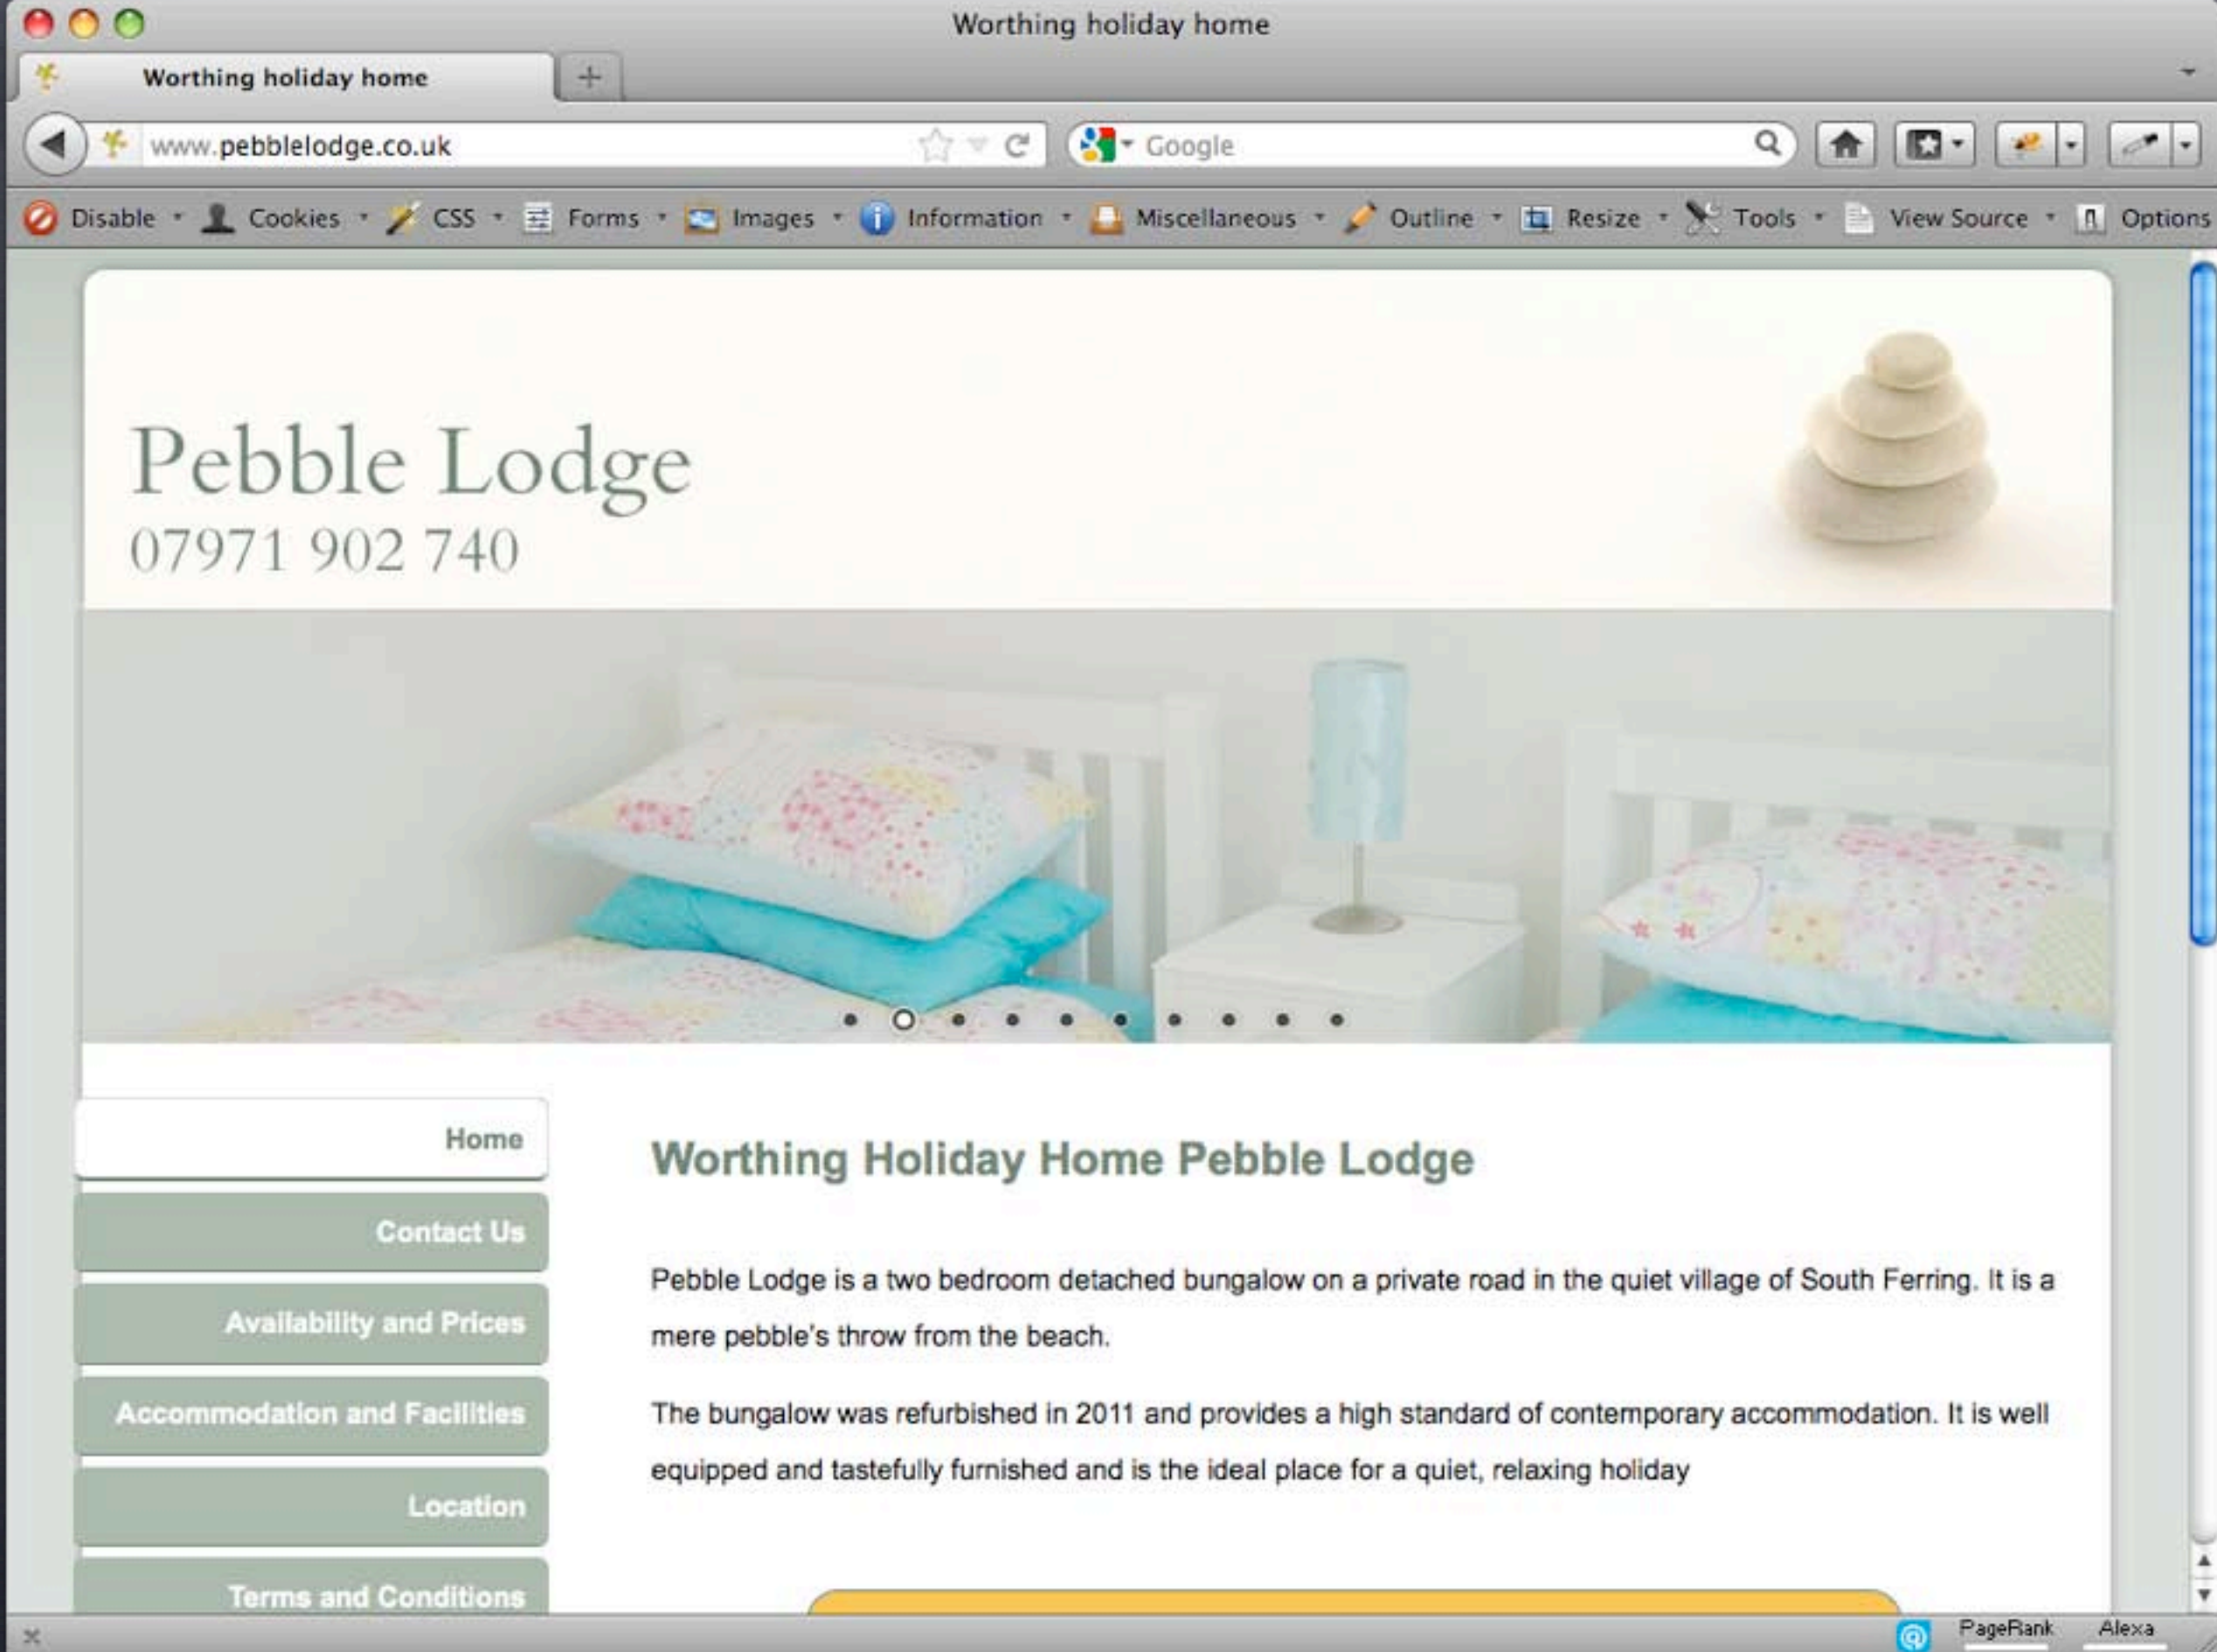 Worthing holiday home
Worthing holiday home
www.pebblelodge.co.uk
Google
Disable Cookies CSS Forms Images Information Miscellaneous Outline Resize Tools View Source Options
Pebble Lodge
07971 902 740
Home
Worthing Holiday Home Pebble Lodge
Contact Us
Pebble Lodge is a two bedroom detached bungalow on a private road in the quiet village of South Ferring. It is a
mere pebble's throw from the beach.
Availability and Prices
Accommodation and Facilities
The bungalow was refurbished in 2011 and provides a high standard of contemporary accommodation. It is well
equipped and tastefully furnished and is the ideal place for a quiet, relaxing holiday
Location
Terms and Conditions
PageRank Alexa